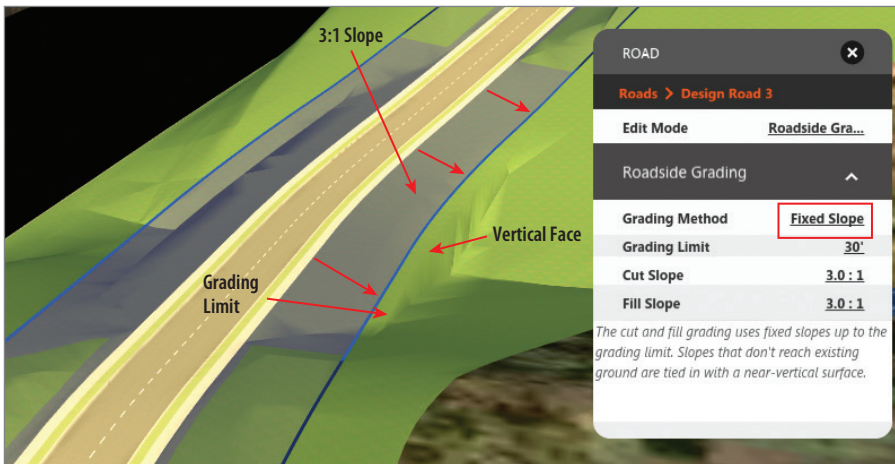 3:1 Slope
Vertical Face
Grading
Limit
ROAD
Roads > Design Road 3
Edit Mode Roadside Gra...
Roadside Grading
Grading Method Fixed Slope
Grading Limit 30'
Cut Slope 3.0 : 1
Fill Slope 3.0 : 1
The cut and fill grading uses fixed slopes up to the
grading limit. Slopes that don't reach existing
ground are tied in with a near-vertical surface.